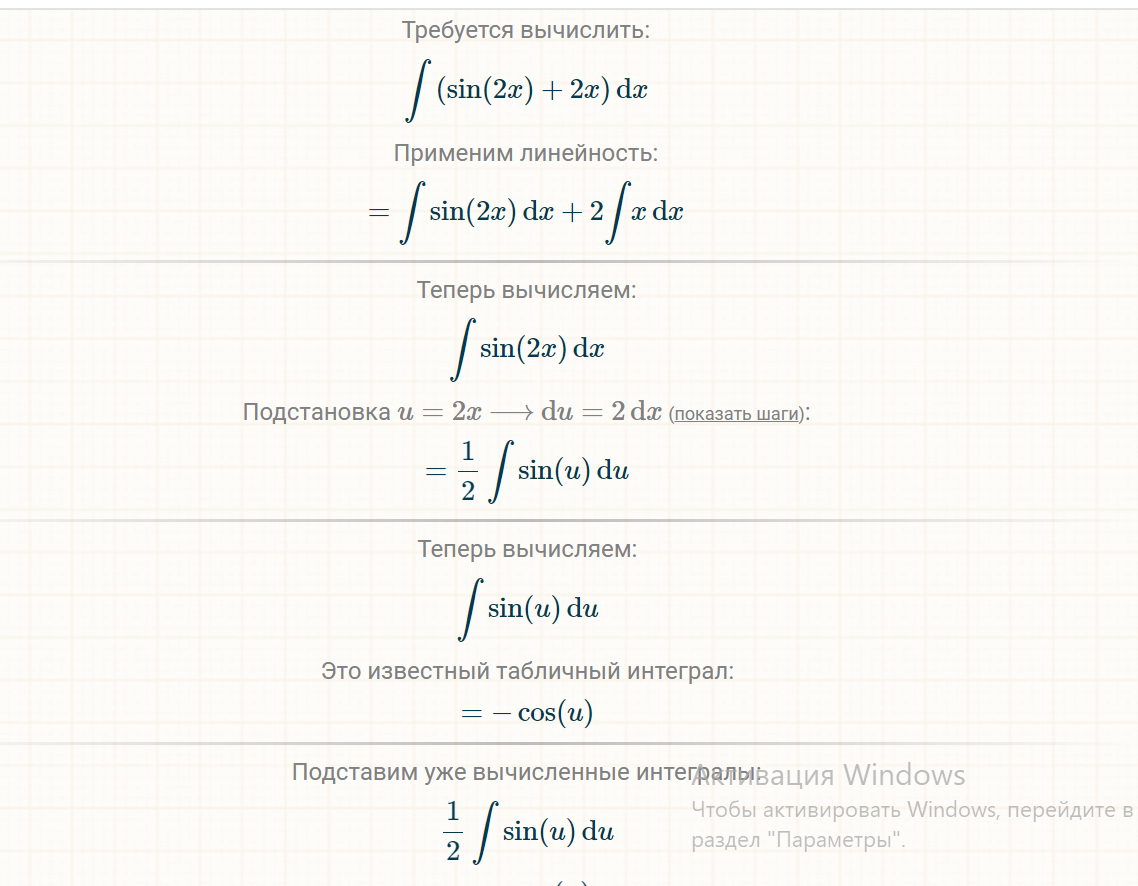 Требуется вычислить:
∫ (sin(2x) + 2x) dx
Применим линейность:
= ∫ sin(2x) dx + 2 ∫ x dx
Теперь вычисляем:
∫ sin(2x) dx
Подстановка u = 2x ⟶ du = 2 dx (показать шаги):
= 1/2 ∫ sin(u) du
Теперь вычисляем:
∫ sin(u) du
Это известный табличный интеграл:
= − cos(u)
Подставим уже вычисленные интегралы:
1/2 ∫ sin(u) du
Активация Windows
Чтобы активировать Windows, перейдите в
раздел "Параметры".